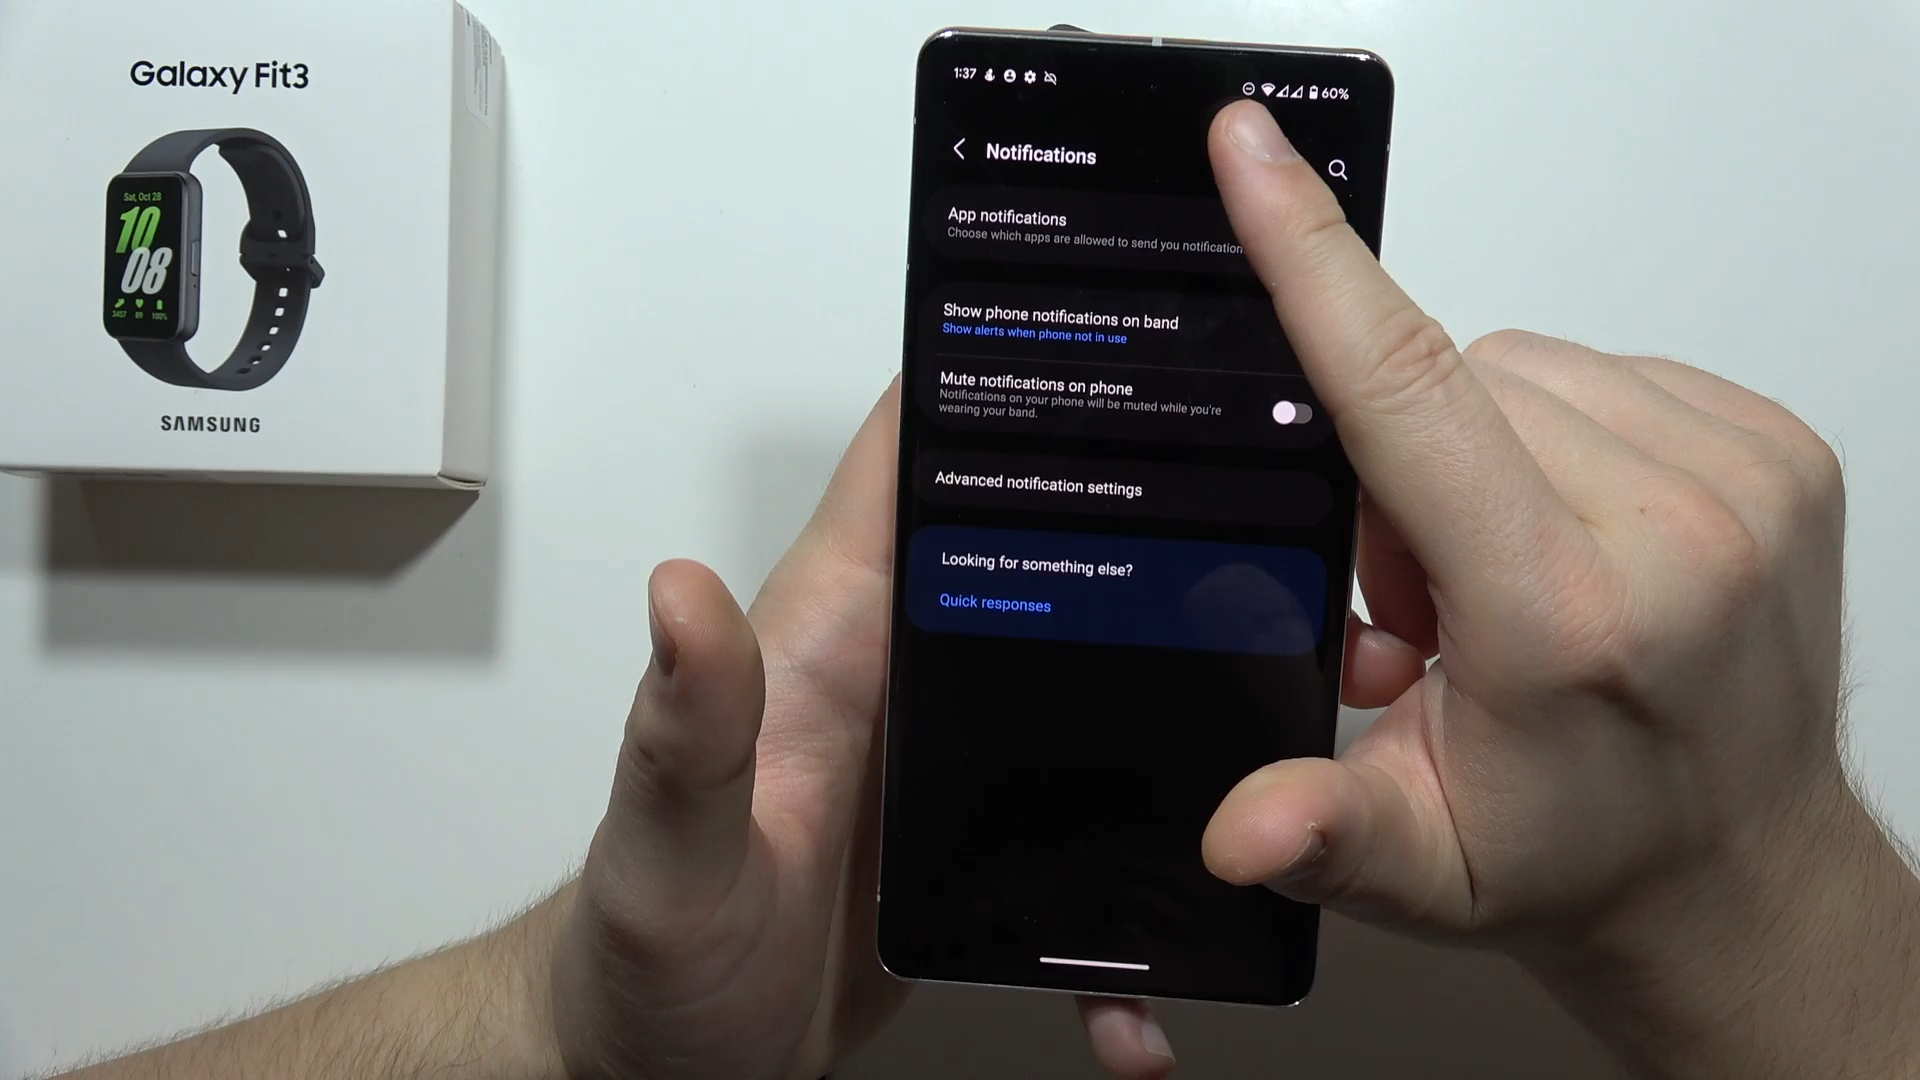 Galaxy Fit3
Sat, Oct 28
10
08
3457 89 100%
SAMSUNG
1:37
60%
Notifications
App notifications
Choose which apps are allowed to send you notification
Show phone notifications on band
Show alerts when phone not in use
Mute notifications on phone
Notifications on your phone will be muted while you're
wearing your band.
Advanced notification settings
Looking for something else?
Quick responses